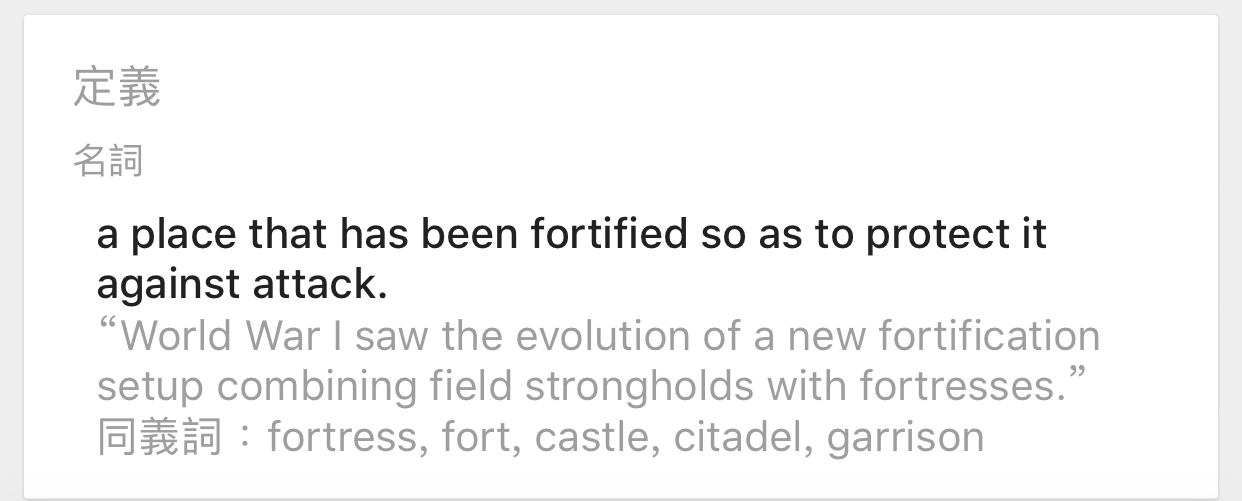 定義
名詞
a place that has been fortified so as to protect it
against attack.
“World War I saw the evolution of a new fortification
setup combining field strongholds with fortresses.”
同義詞：fortress, fort, castle, citadel, garrison